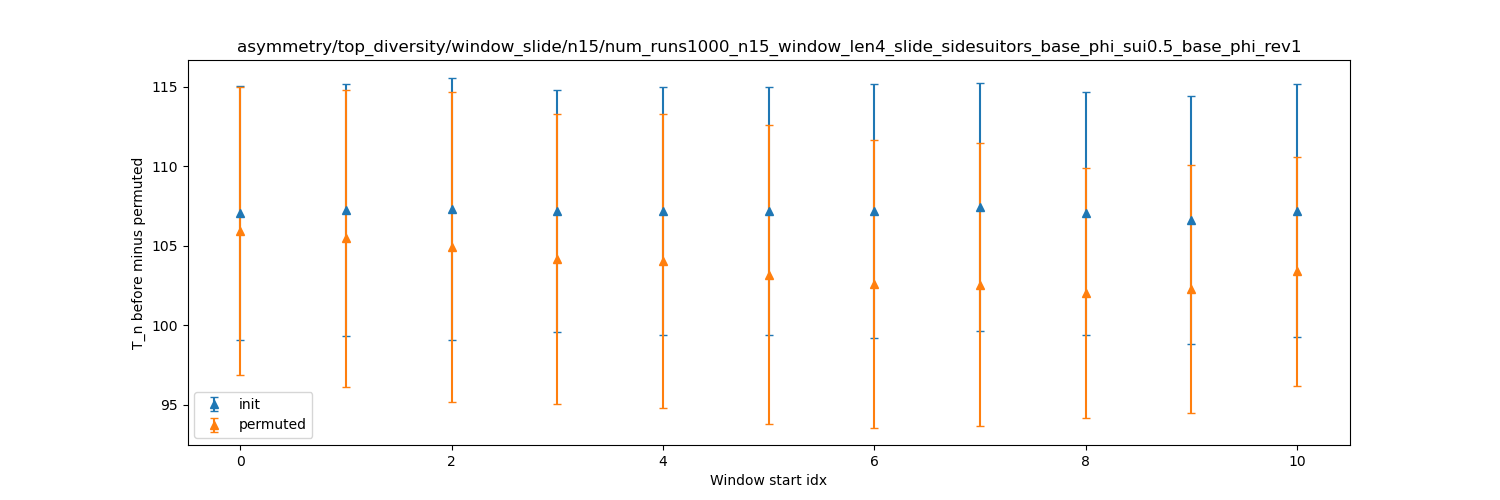 asymmetry/top_diversity/window_slide/n15/num_runs1000_n15_window_len4_slide_sidesuitors_base_phi_sui0.5_base_phi_rev1
T_n before minus permuted
115
110
105
100
95
init
permuted
0
2
4
6
8
10
Window start idx